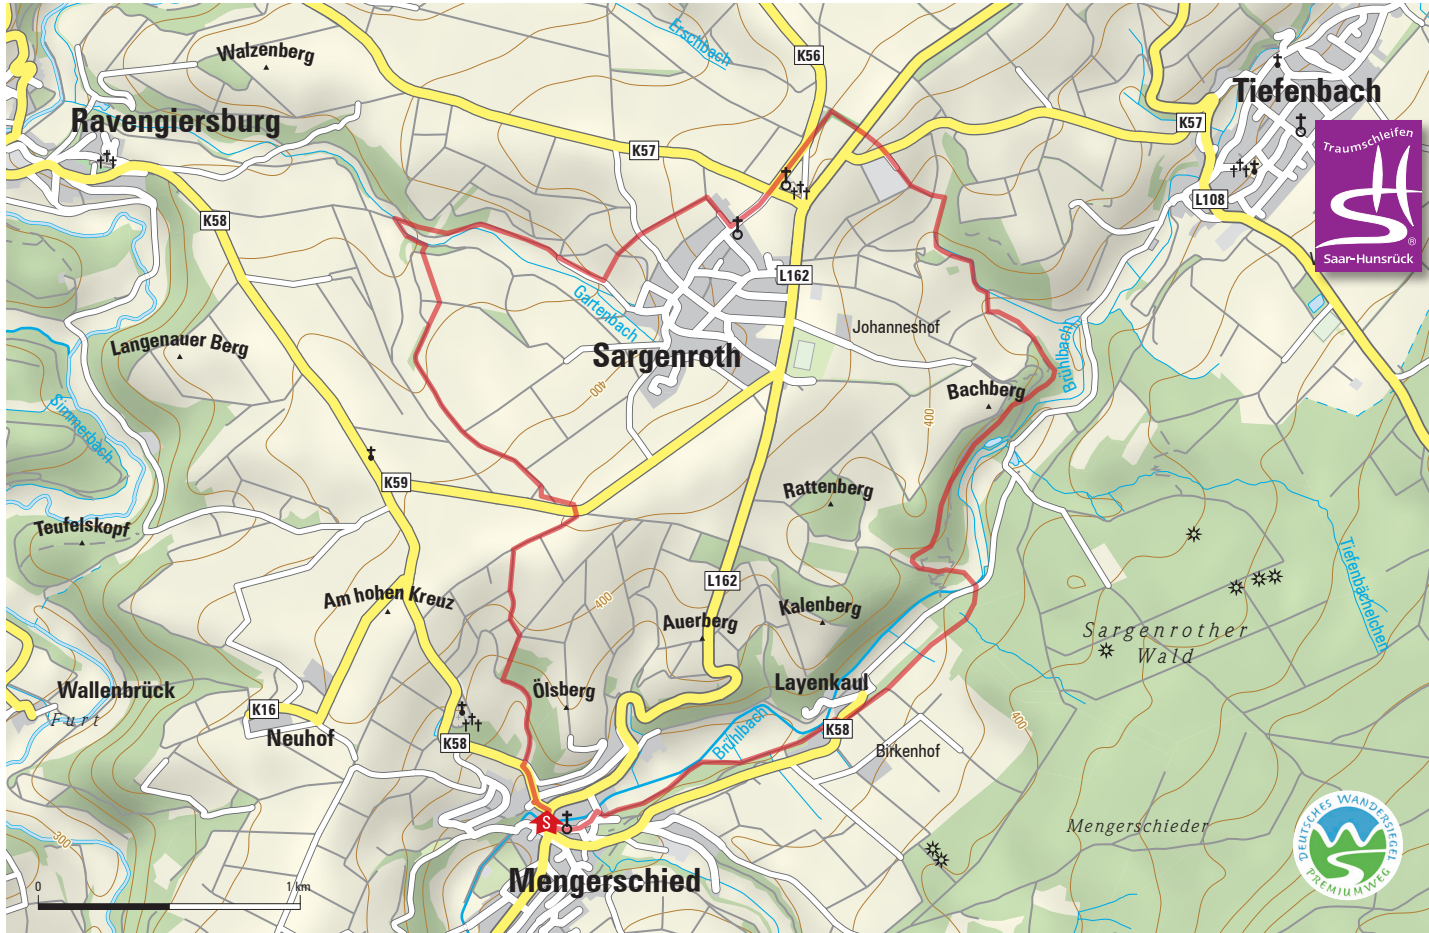 Walzenberg
Erschbach
K56
Tiefenbach
Ravengiersburg
K57
K57
Traumschleifen
L108
K58
®
Saar-Hunsrück
L162
Gartenbach
Johanneshof
Brühlbach
Langenauer Berg
Sargenroth
400
Bachberg
400
Simmerbach
K59
Rattenberg
Teufelskopf
Tiefenbächelchen
L162
Am hohen Kreuz
400
Kalenberg
Auerberg
Sargenrother
Wald
Wallenbrück
Furt
Ölsberg
Layenkaul
K16
Neuhof
K58
Brühlbach
K58
Birkenhof
400
300
S
Mengerschieder
DEUTSCHES WANDERSIEGEL
PREMIUMWEG
Mengerschied
0
1 km